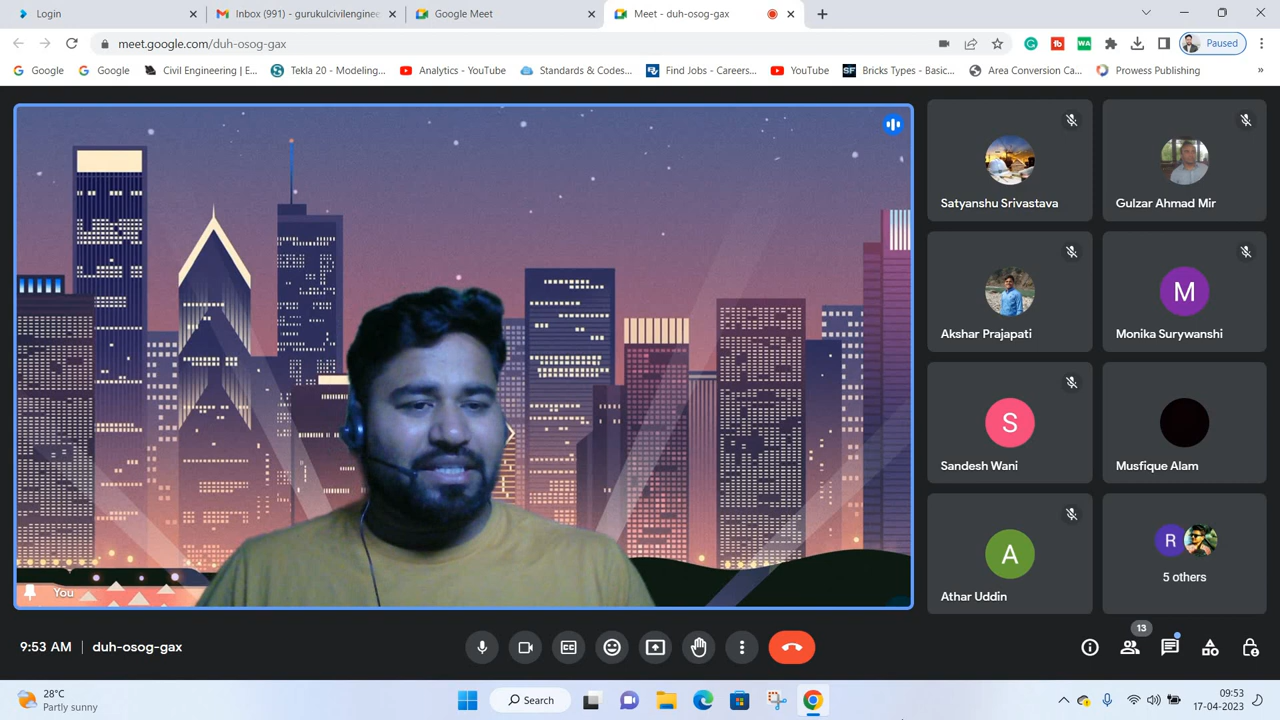 Login
Inbox (991) - gurukulcivilenginee
Google Meet
Meet - duh-osog-gax
meet.google.com/duh-osog-gax
Paused
Google
Google
Civil Engineering | E...
Tekla 20 - Modeling...
Analytics - YouTube
Standards & Codes...
Find Jobs - Careers...
YouTube
Bricks Types - Basic...
Area Conversion Ca...
Prowess Publishing
»
Satyanshu Srivastava
Gulzar Ahmad Mir
Akshar Prajapati
M
Monika Surywanshi
S
Sandesh Wani
Musfique Alam
A
Athar Uddin
R
5 others
You
9:53 AM | duh-osog-gax
13
28°C
Partly sunny
Search
09:53
17-04-2023